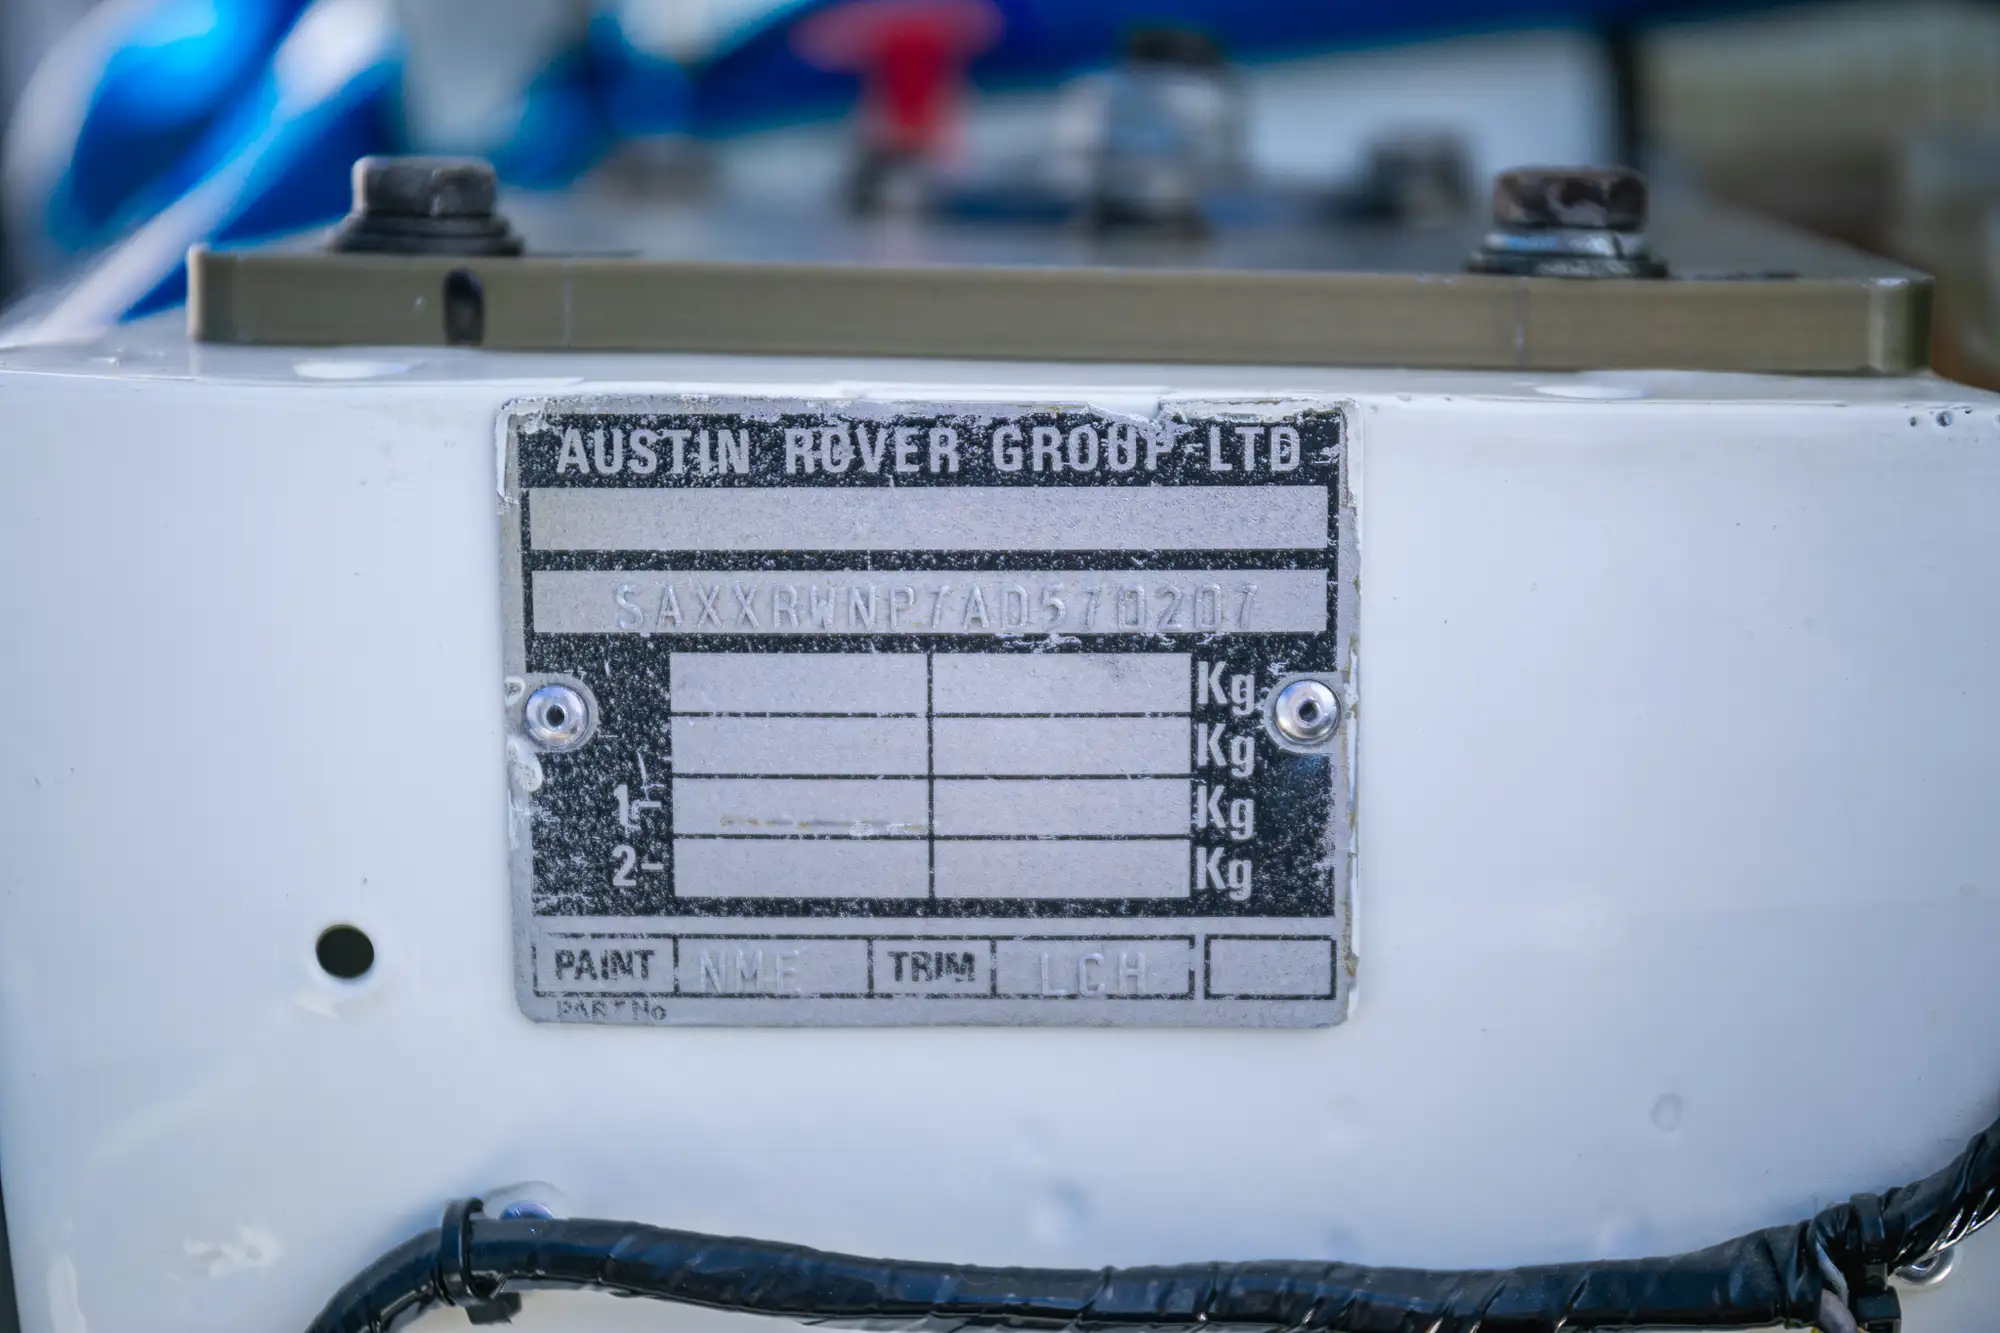 AUSTIN ROVER GROUP LTD
SAXXRWNP7AD570207
Kg
Kg
1- Kg
2- Kg
PAINT NME TRIM LCH
PART No